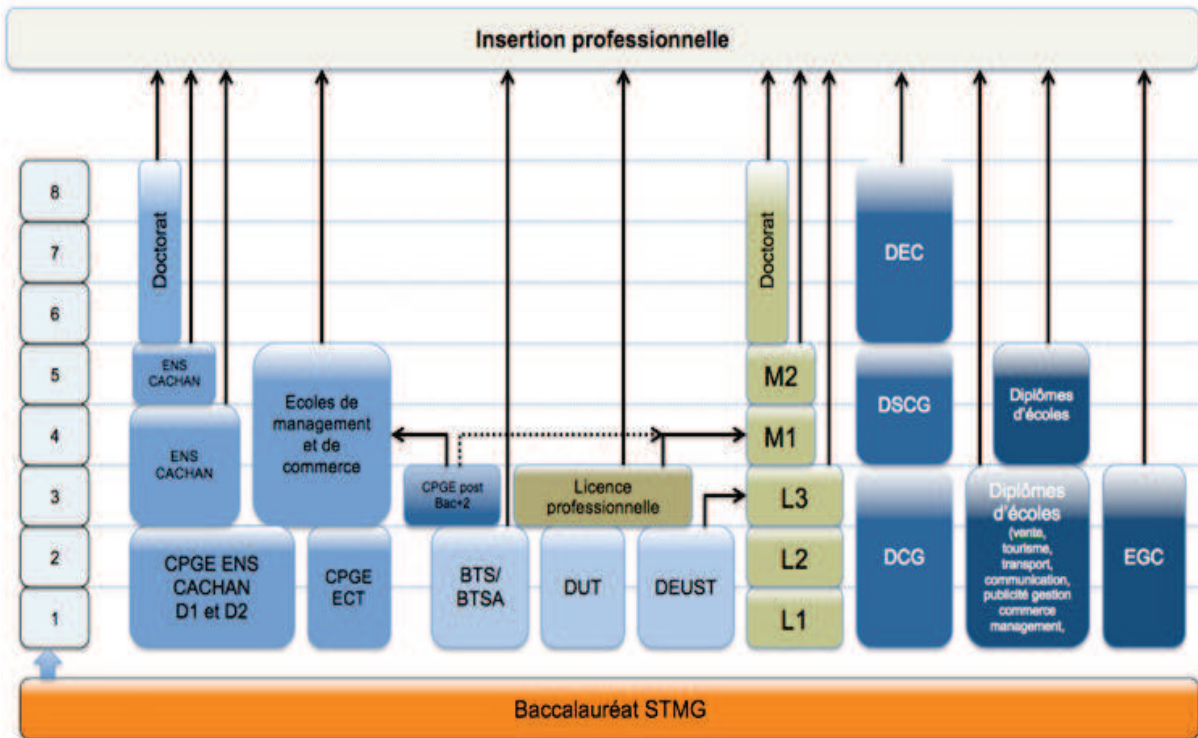 Insertion professionnelle
8
7
6
5
4
3
2
1
Doctorat
ENS
CACHAN
ENS
CACHAN
CPGE ENS
CACHAN
D1 et D2
Ecoles de
management
et de
commerce
CPGE
ECT
CPGE post
Bac+2
BTS/
BTSA
Licence
professionnelle
DUT
DEUST
Doctorat
M2
M1
L3
L2
L1
DEC
DSCG
DCG
Diplômes
d'écoles
Diplômes
d'écoles
(vente,
tourisme,
transport,
communication,
publicité gestion
commerce
management,
EGC
Baccalauréat STMG